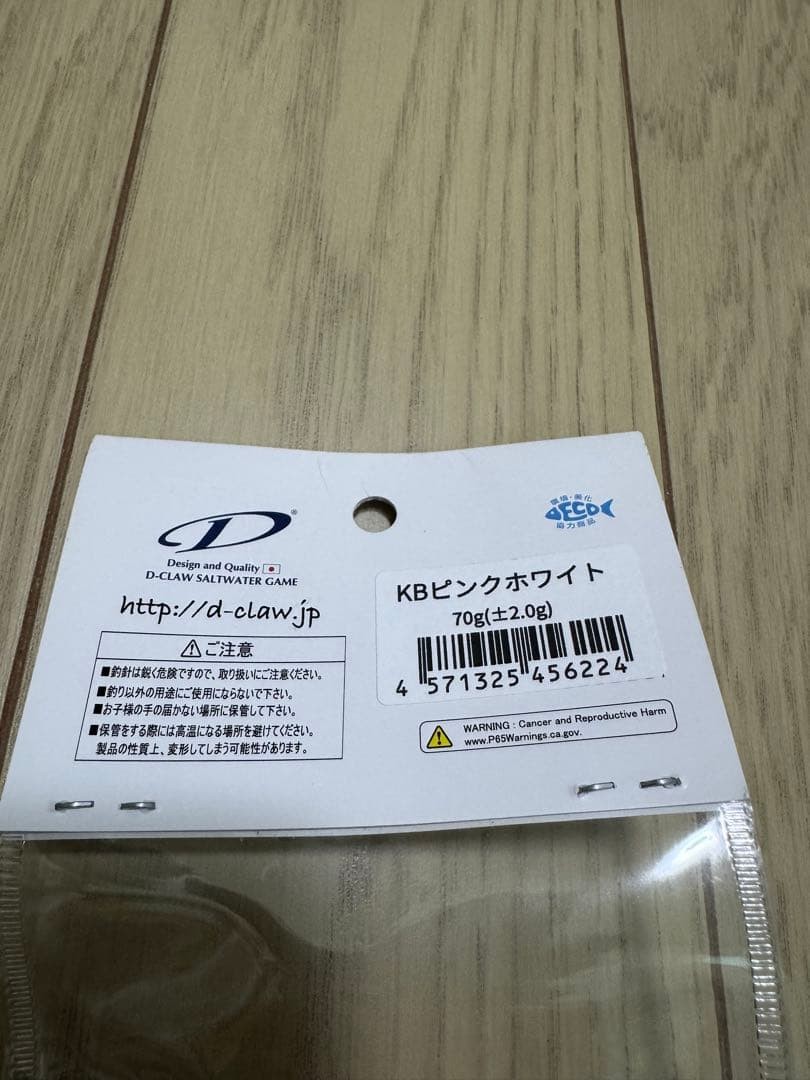 D®
Design and Quality
D-CLAW SALTWATER GAME
http://d-claw.jp
⚠ご注意
■釣針は鋭く危険ですので、取り扱いにご注意ください。
■釣り以外の用途にご使用にならないで下さい。
■お子様の手の届かない場所に保管して下さい。
■保管をする際には高温になる場所を避けてください。
製品の性質上、変形してしまう可能性があります。
環境・美化
ECO
協力商品
KBピンクホワイト
70g(±2.0g)
4 571325 456224
WARNING : Cancer and Reproductive Harm
www.P65Warnings.ca.gov.